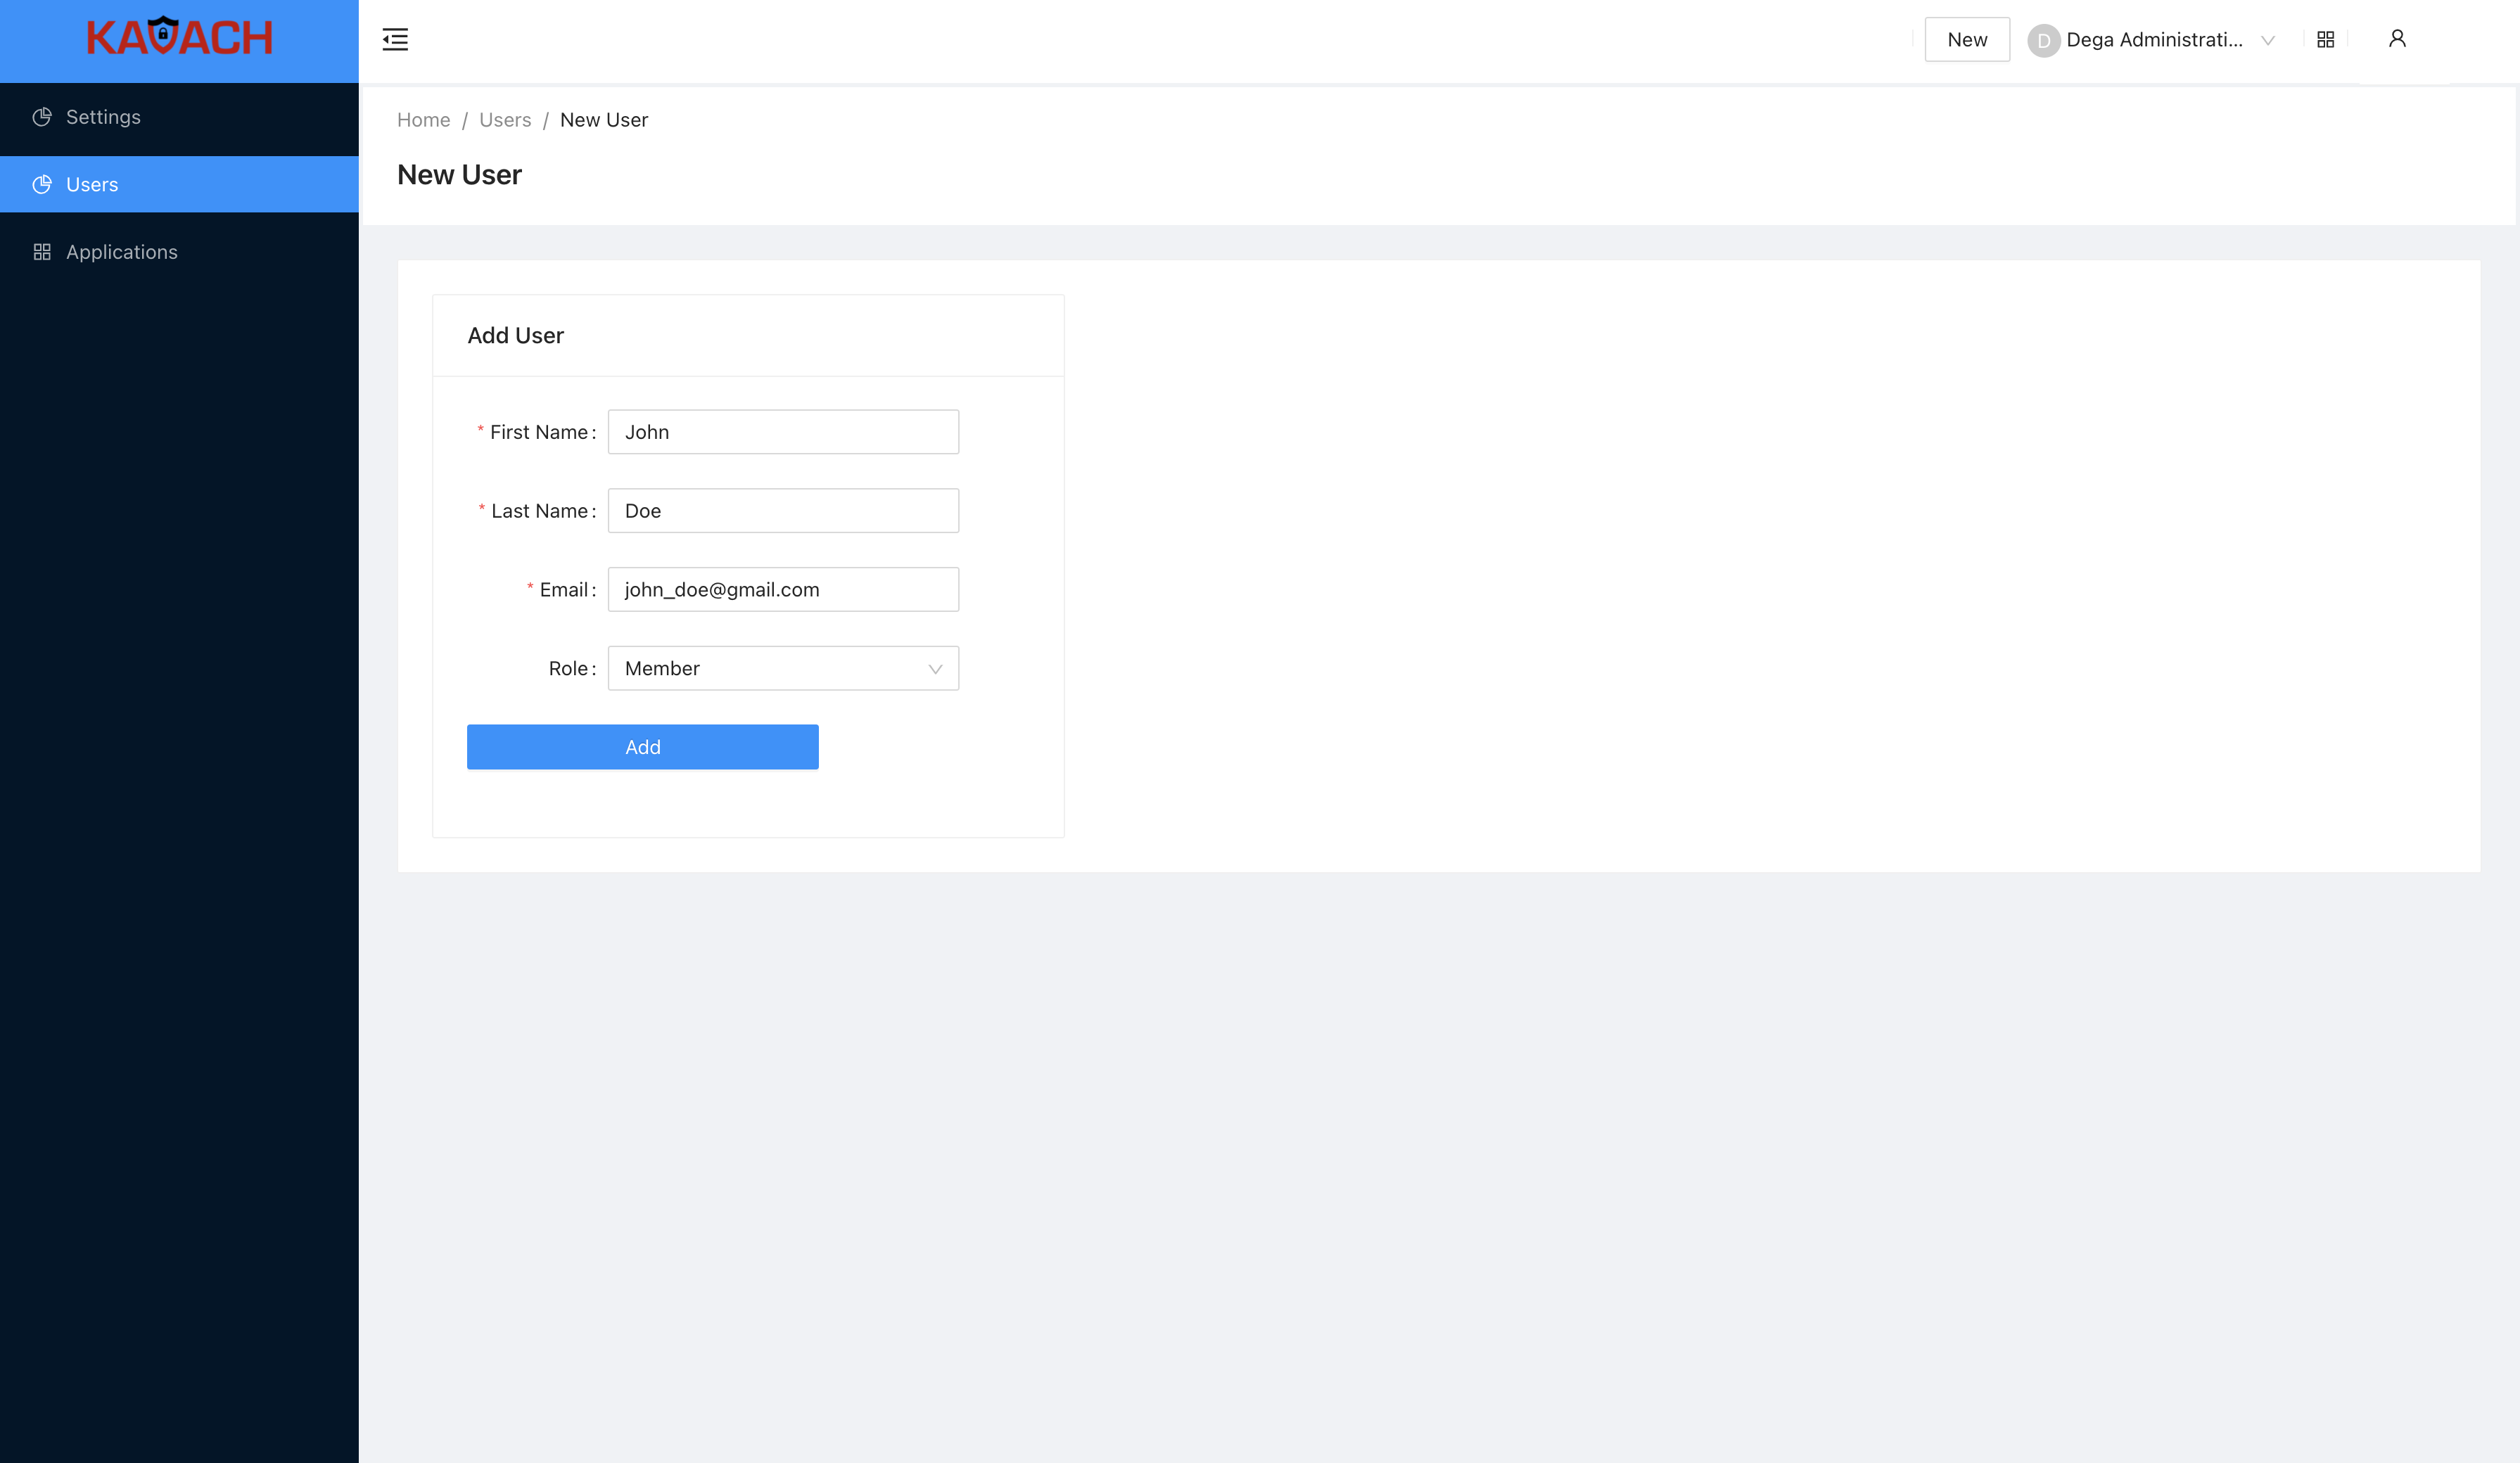 KAVACH
New
D Dega Administrati...
Settings
Users
Applications
Home / Users / New User
New User
Add User
* First Name : John
* Last Name : Doe
* Email : john_doe@gmail.com
Role : Member
Add